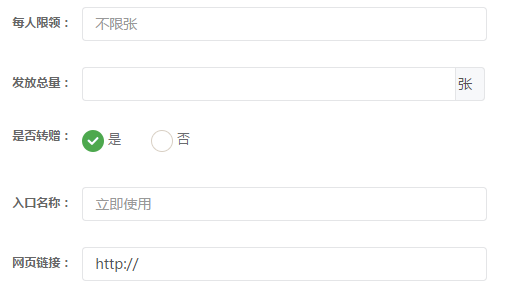 每人限领： 不限张
发放总量： 张
是否转赠： 是 否
入口名称： 立即使用
网页链接： http://